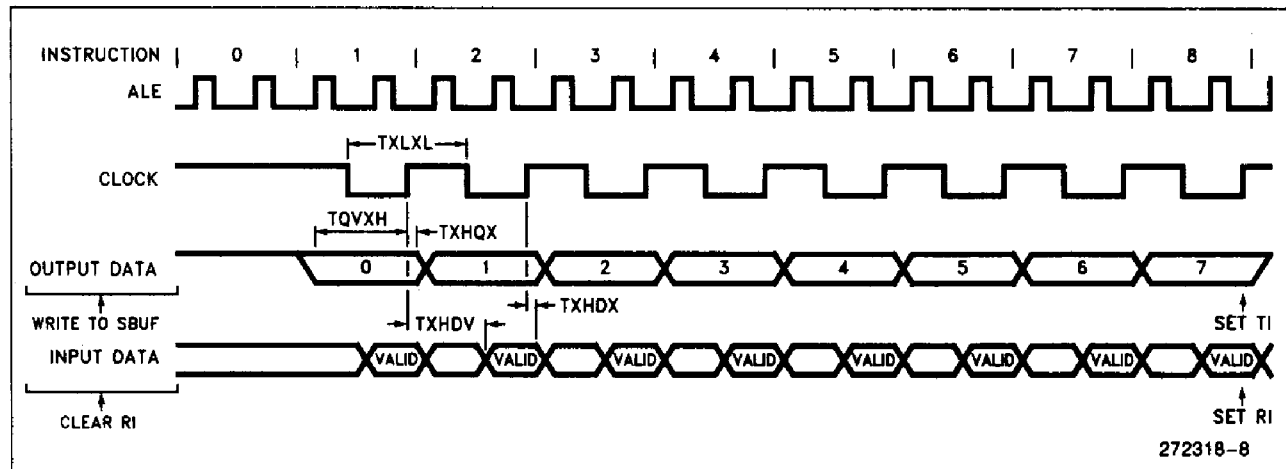 INSTRUCTION | 0 | 1 | 2 | 3 | 4 | 5 | 6 | 7 | 8 |
ALE
TXLXL
CLOCK
TQVXH TXHQX
OUTPUT DATA 0 1 2 3 4 5 6 7
TXHDX
WRITE TO SBUF TXHDV SET TI
INPUT DATA VALID VALID VALID VALID VALID VALID VALID VALID
CLEAR RI SET RI
272318-8